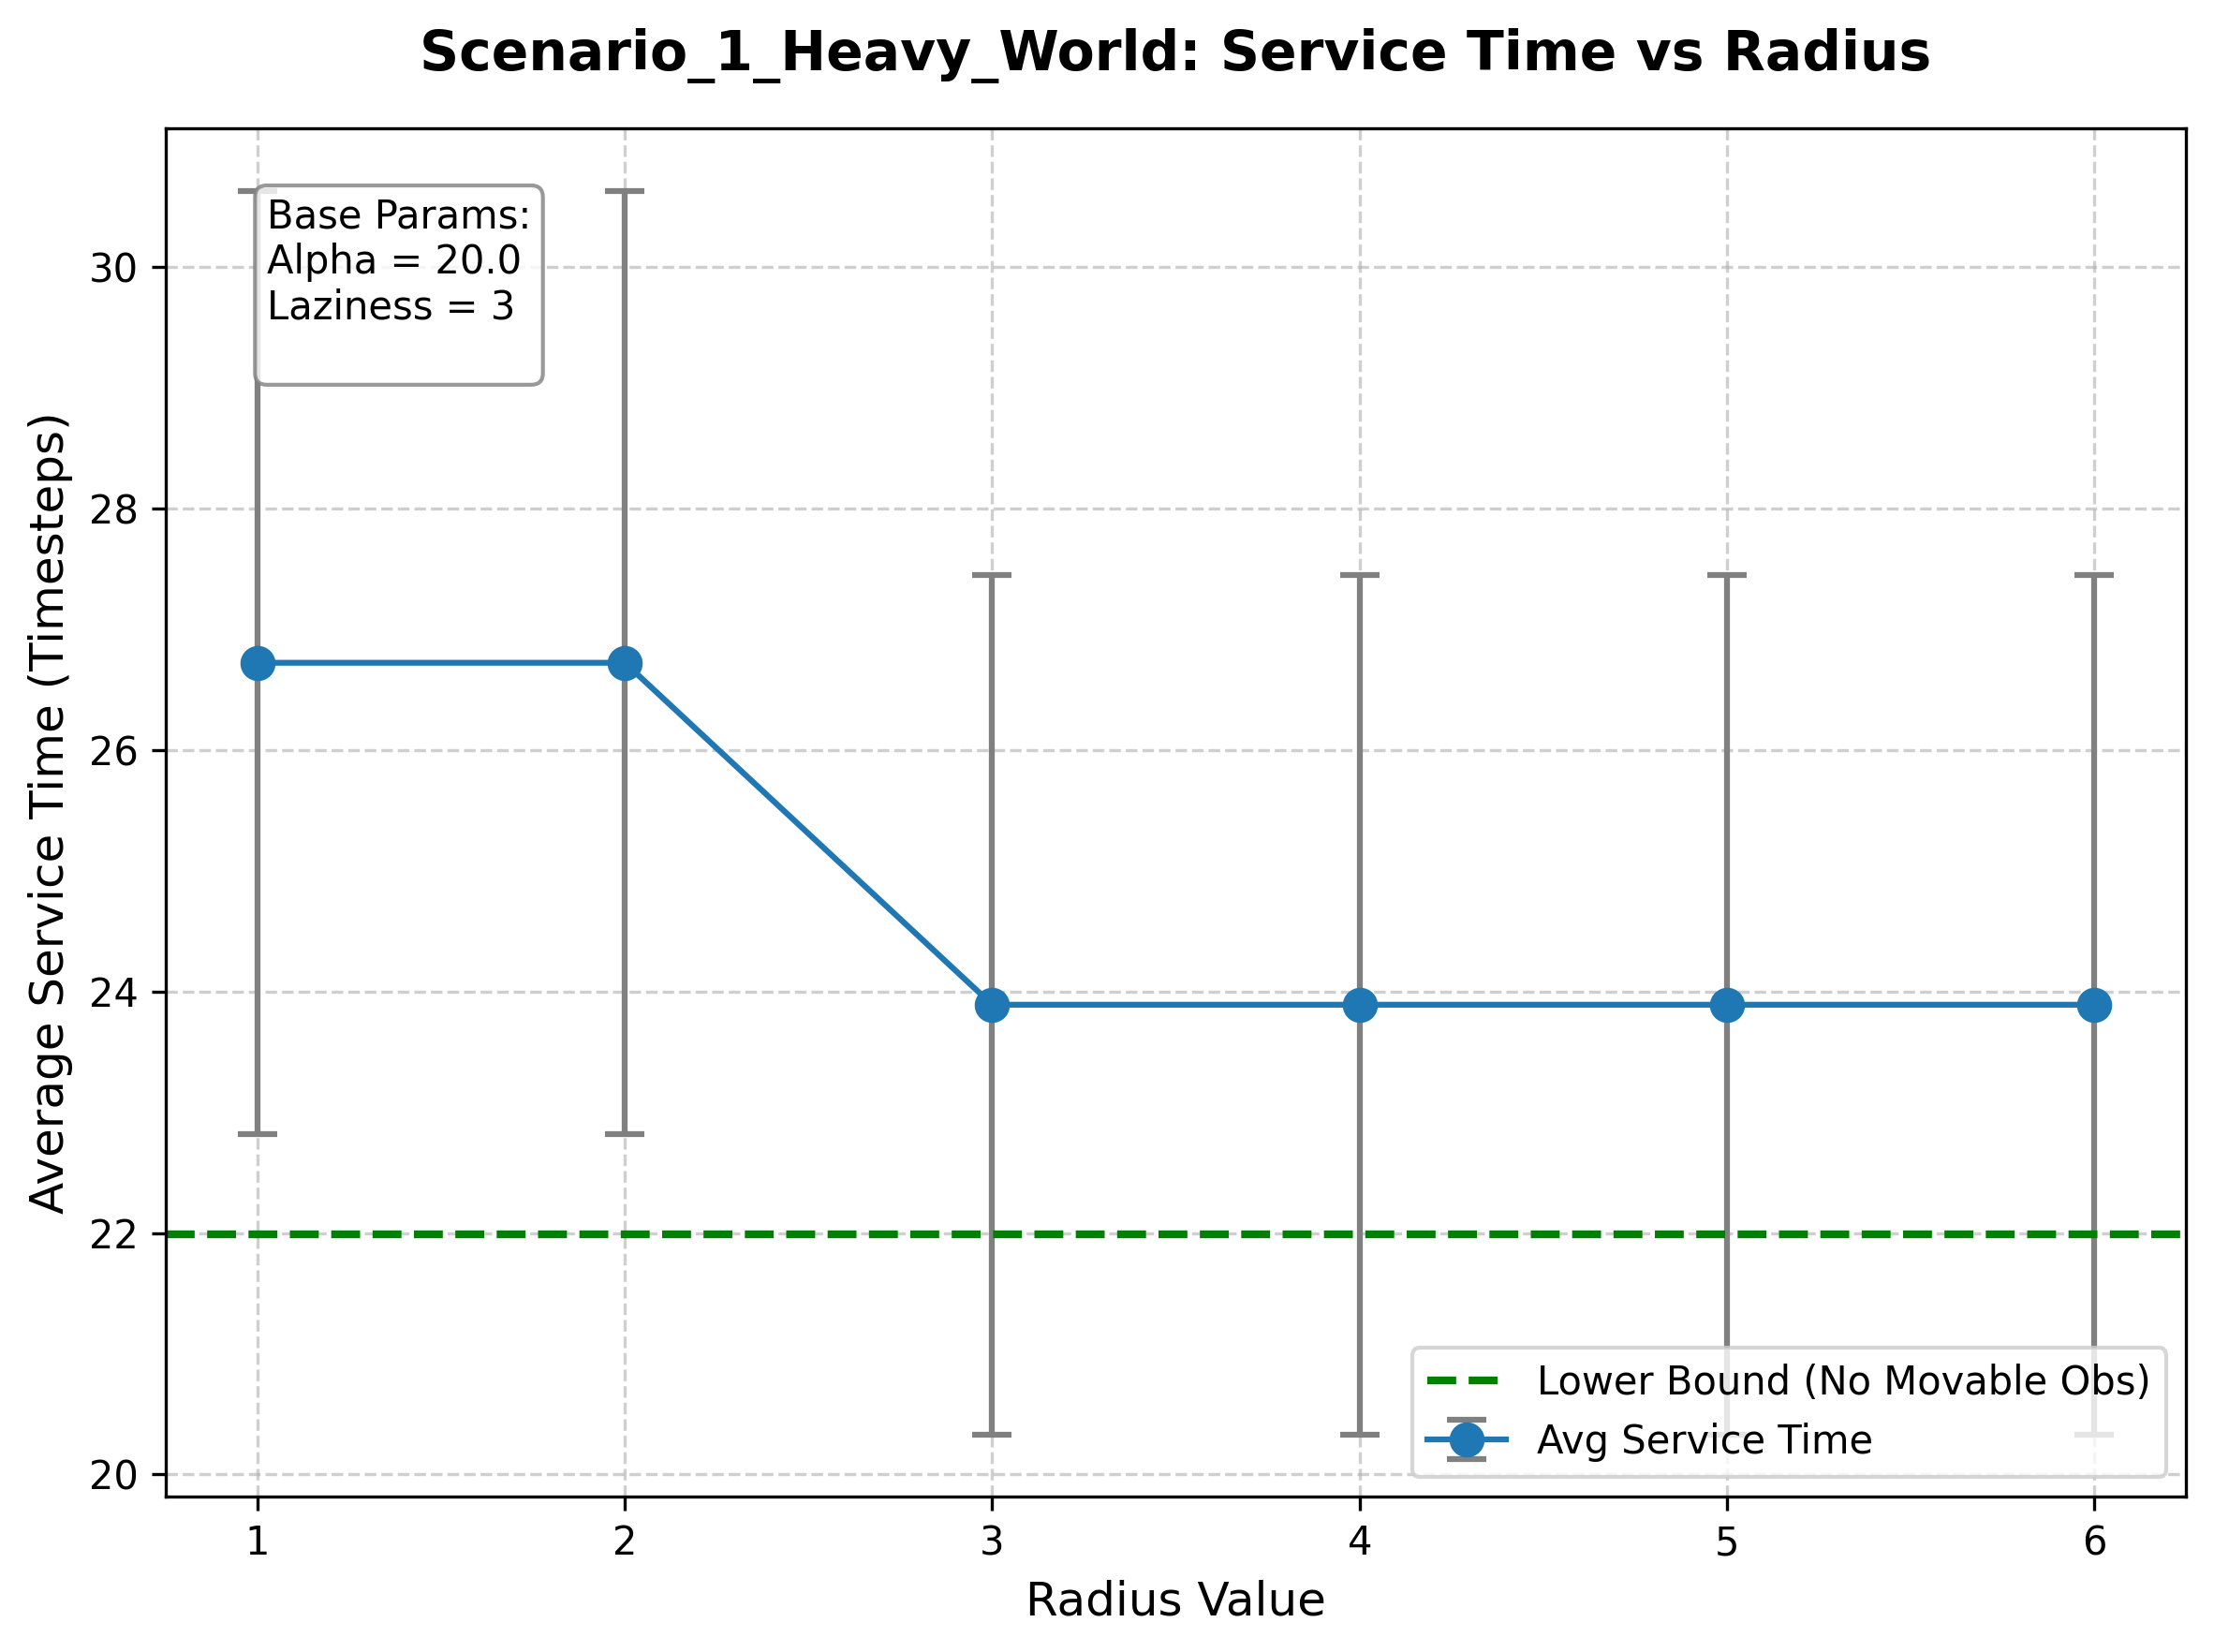 Scenario_1_Heavy_World: Service Time vs Radius
Base Params:
Alpha = 20.0
Laziness = 3
Average Service Time (Timesteps)
30
28
26
24
22
20
Lower Bound (No Movable Obs)
Avg Service Time
1
2
3
4
5
6
Radius Value